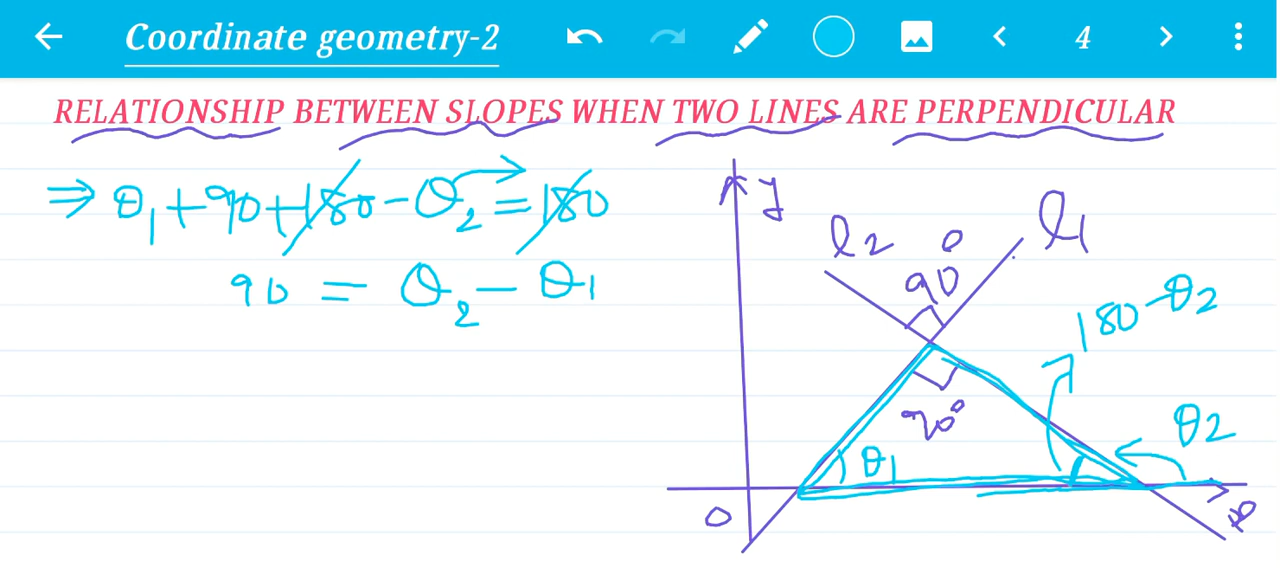 Coordinate geometry-2
4
RELATIONSHIP BETWEEN SLOPES WHEN TWO LINES ARE PERPENDICULAR
⇒ θ₁+90+180-θ₂=180
90 = θ₂-θ₁
y
l₂
90°
l₁
180-θ₂
90°
θ₂
θ₁
O
x